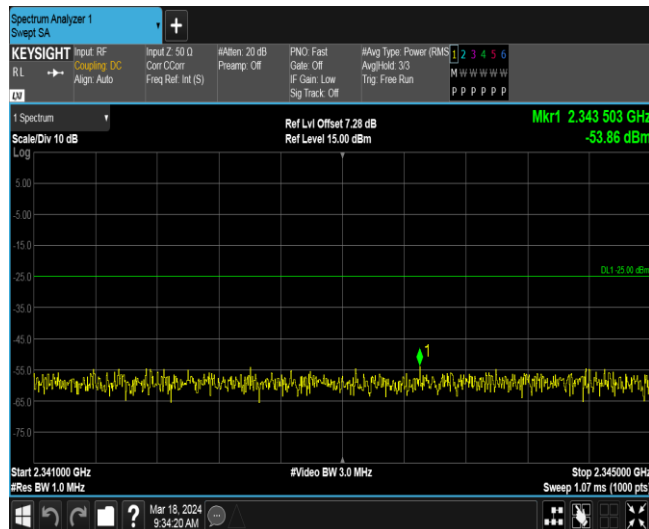 Spectrum Analyzer 1
Swept SA
+
KEYSIGHT
RL
LXI
Input: RF
Coupling: DC
Align: Auto
Input Z: 50 Ω
Corr CCorr
Freq Ref: Int (S)
#Atten: 20 dB
Preamp: Off
PNO: Fast
Gate: Off
IF Gain: Low
Sig Track: Off
#Avg Type: Power (RMS
Avg|Hold: 3/3
Trig: Free Run
1 2 3 4 5 6
M W W W W W
P P P P P P
1 Spectrum
Scale/Div 10 dB
Log
Ref Lvl Offset 7.28 dB
Ref Level 15.00 dBm
Mkr1 2.343 503 GHz
-53.86 dBm
5.00
-5.00
-15.0
-25.0
DL1 -25.00 dBm
-35.0
-45.0
1
-55.0
-65.0
-75.0
Start 2.341000 GHz
#Res BW 1.0 MHz
#Video BW 3.0 MHz
Stop 2.345000 GHz
Sweep 1.07 ms (1000 pts)
?
Mar 18, 2024
9:34:20 AM